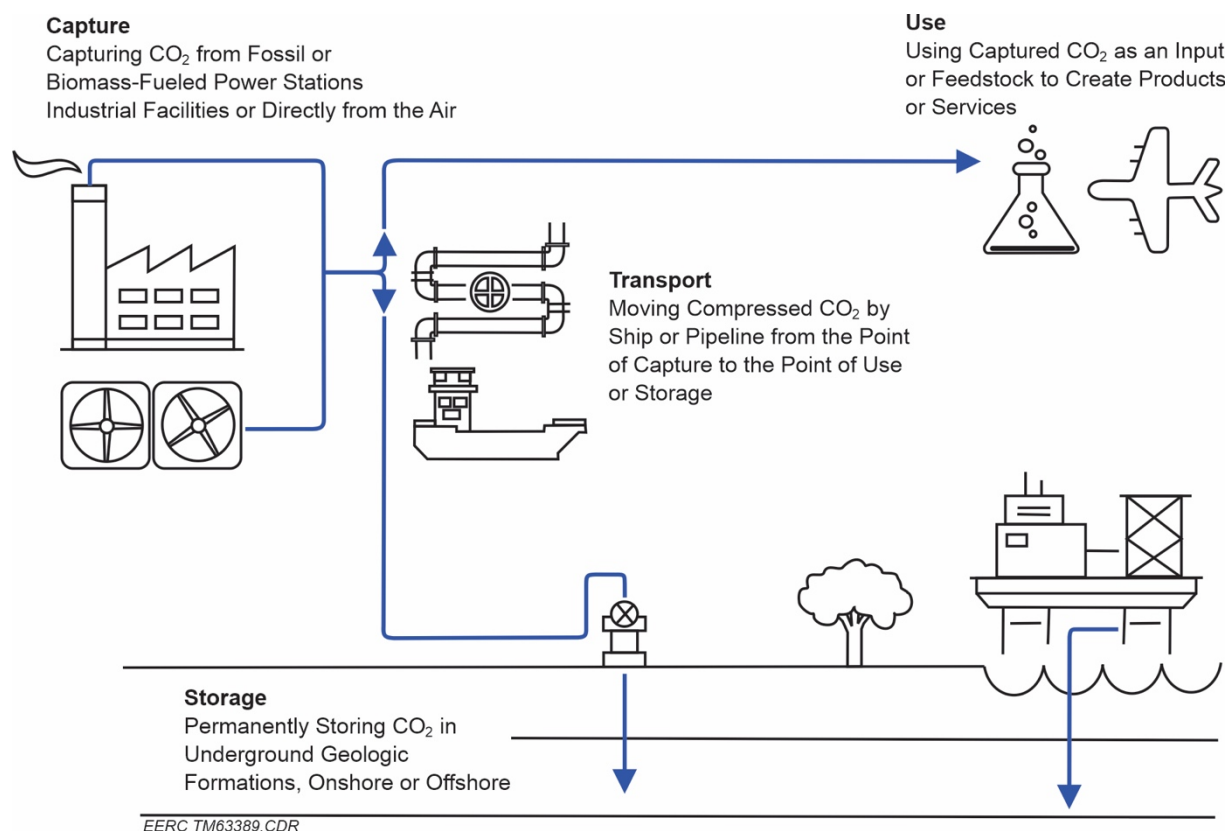 Capture
Capturing CO₂ from Fossil or
Biomass-Fueled Power Stations
Industrial Facilities or Directly from the Air
Use
Using Captured CO₂ as an Input
or Feedstock to Create Products
or Services
Transport
Moving Compressed CO₂ by
Ship or Pipeline from the Point
of Capture to the Point of Use
or Storage
Storage
Permanently Storing CO₂ in
Underground Geologic
Formations, Onshore or Offshore
EERC TM63389.CDR